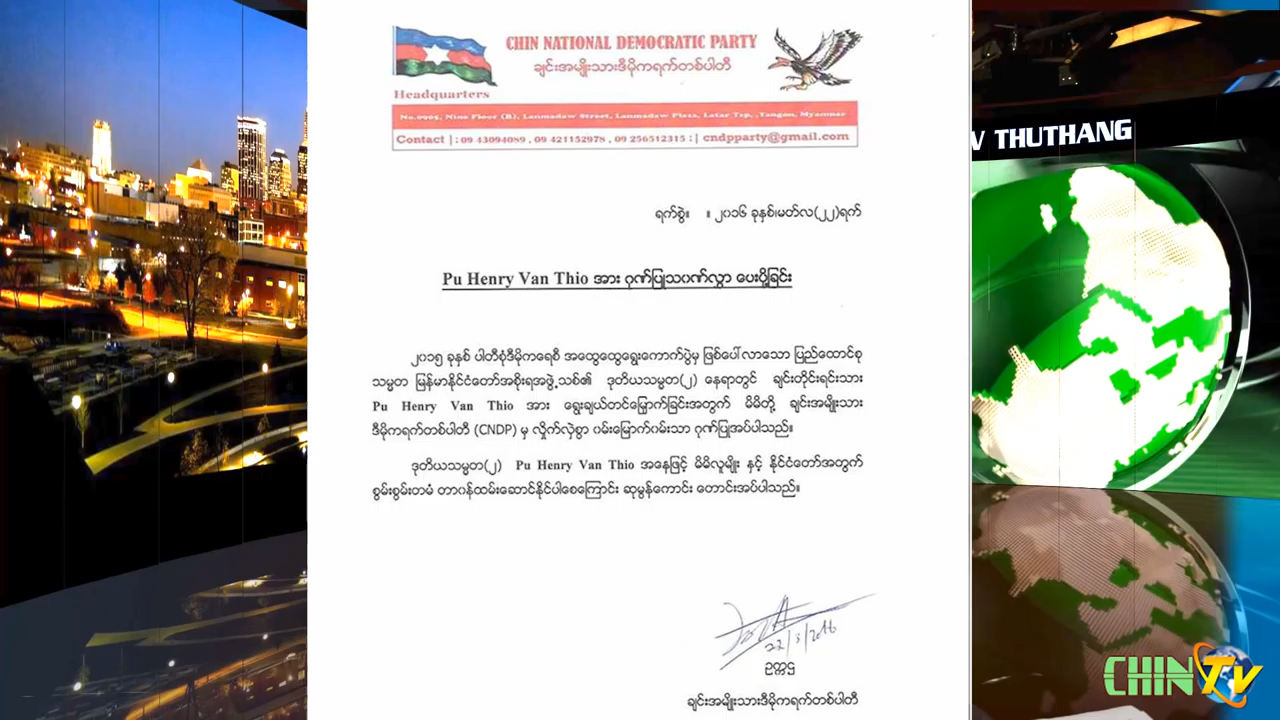 CHIN NATIONAL DEMOCRATIC PARTY
ချင်းအမျိုးသားဒီမိုကရက်တစ်ပါတီ
Headquarters
No.0905, Nine Floor (B), Lanmadaw Street, Lanmadaw Plaza, Latar Tsp, ,Yangon, Myanmar
Contact ] : 09 43094089 , 09 421152978 , 09 256512315 : [ cndpparty@gmail.com
V THUTHANG
ရက်စွဲ။ ။ ၂၀၁၆ ခုနှစ်၊မတ်လ(၂၂)ရက်
Pu Henry Van Thio အား ဂုဏ်ပြုသဝဏ်လွှာ ပေးပို့ခြင်း
၂၀၁၅ ခုနှစ် ပါတီစုံဒီမိုကရေစီ အထွေထွေရွေးကောက်ပွဲမှ ဖြစ်ပေါ်လာသော ပြည်ထောင်စု
သမ္မတ မြန်မာနိုင်ငံတော်အစိုးရအဖွဲ့သစ်၏ ဒုတိယသမ္မတ(၂) နေရာတွင် ချင်းတိုင်းရင်းသား
Pu Henry Van Thio အား ရွေးချယ်တင်မြှောက်ခြင်းအတွက် မိမိတို့ ချင်းအမျိုးသား
ဒီမိုကရက်တစ်ပါတီ (CNDP) မှ လှိုက်လှဲစွာ ဝမ်းမြောက်ဝမ်းသာ ဂုဏ်ပြုအပ်ပါသည်။
ဒုတိယသမ္မတ(၂) Pu Henry Van Thio အနေဖြင့် မိမိလူမျိုး နှင့် နိုင်ငံတော်အတွက်
စွမ်းစွမ်းတမံ တာဝန်ထမ်းဆောင်နိုင်ပါစေကြောင်း ဆုမွန်ကောင်း တောင်းအပ်ပါသည်။
22/3/2016
ဥက္ကဋ္ဌ
ချင်းအမျိုးသားဒီမိုကရက်တစ်ပါတီ
CHIN TV